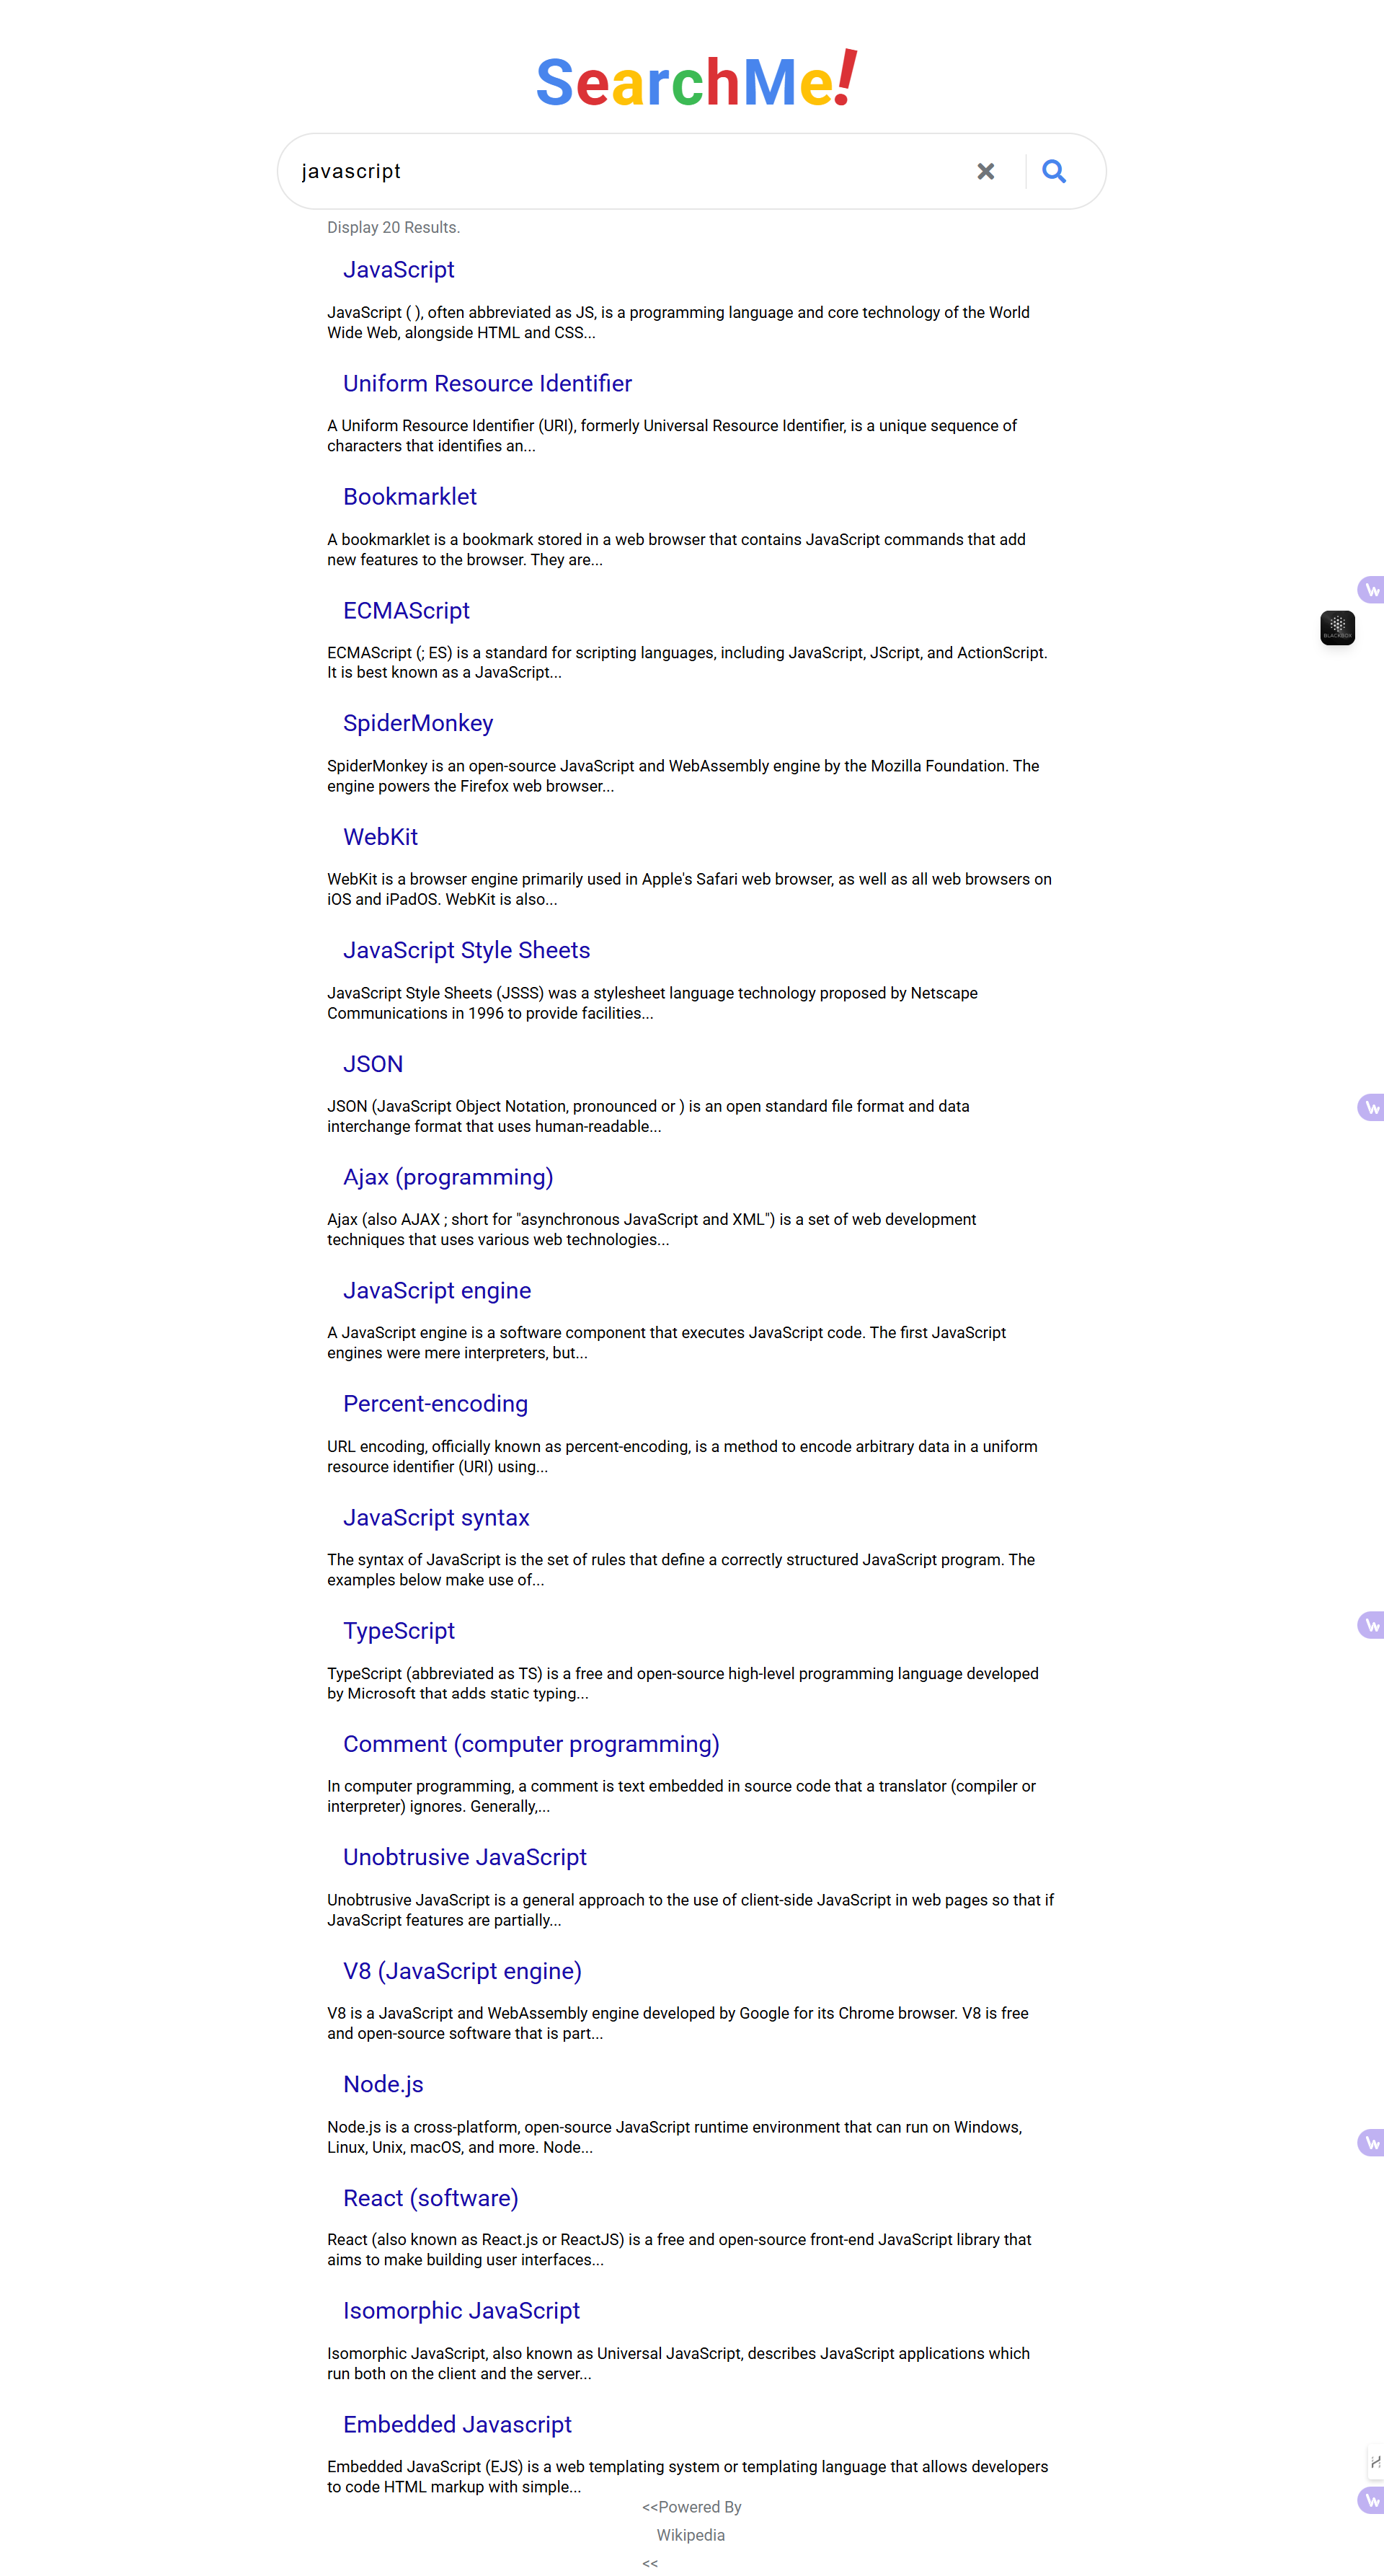 SearchMe!
javascript
Display 20 Results.
JavaScript
JavaScript ( ), often abbreviated as JS, is a programming language and core technology of the World
Wide Web, alongside HTML and CSS...
Uniform Resource Identifier
A Uniform Resource Identifier (URI), formerly Universal Resource Identifier, is a unique sequence of
characters that identifies an...
Bookmarklet
A bookmarklet is a bookmark stored in a web browser that contains JavaScript commands that add
new features to the browser. They are...
ECMAScript
ECMAScript (; ES) is a standard for scripting languages, including JavaScript, JScript, and ActionScript.
It is best known as a JavaScript...
BLACKBOX
SpiderMonkey
SpiderMonkey is an open-source JavaScript and WebAssembly engine by the Mozilla Foundation. The
engine powers the Firefox web browser...
WebKit
WebKit is a browser engine primarily used in Apple's Safari web browser, as well as all web browsers on
iOS and iPadOS. WebKit is also...
JavaScript Style Sheets
JavaScript Style Sheets (JSSS) was a stylesheet language technology proposed by Netscape
Communications in 1996 to provide facilities...
JSON
JSON (JavaScript Object Notation, pronounced or ) is an open standard file format and data
interchange format that uses human-readable...
Ajax (programming)
Ajax (also AJAX ; short for "asynchronous JavaScript and XML") is a set of web development
techniques that uses various web technologies...
JavaScript engine
A JavaScript engine is a software component that executes JavaScript code. The first JavaScript
engines were mere interpreters, but...
Percent-encoding
URL encoding, officially known as percent-encoding, is a method to encode arbitrary data in a uniform
resource identifier (URI) using...
JavaScript syntax
The syntax of JavaScript is the set of rules that define a correctly structured JavaScript program. The
examples below make use of...
TypeScript
TypeScript (abbreviated as TS) is a free and open-source high-level programming language developed
by Microsoft that adds static typing...
Comment (computer programming)
In computer programming, a comment is text embedded in source code that a translator (compiler or
interpreter) ignores. Generally,...
Unobtrusive JavaScript
Unobtrusive JavaScript is a general approach to the use of client-side JavaScript in web pages so that if
JavaScript features are partially...
V8 (JavaScript engine)
V8 is a JavaScript and WebAssembly engine developed by Google for its Chrome browser. V8 is free
and open-source software that is part...
Node.js
Node.js is a cross-platform, open-source JavaScript runtime environment that can run on Windows,
Linux, Unix, macOS, and more. Node...
React (software)
React (also known as React.js or ReactJS) is a free and open-source front-end JavaScript library that
aims to make building user interfaces...
Isomorphic JavaScript
Isomorphic JavaScript, also known as Universal JavaScript, describes JavaScript applications which
run both on the client and the server...
Embedded Javascript
Embedded JavaScript (EJS) is a web templating system or templating language that allows developers
to code HTML markup with simple...
<<Powered By
Wikipedia
<<